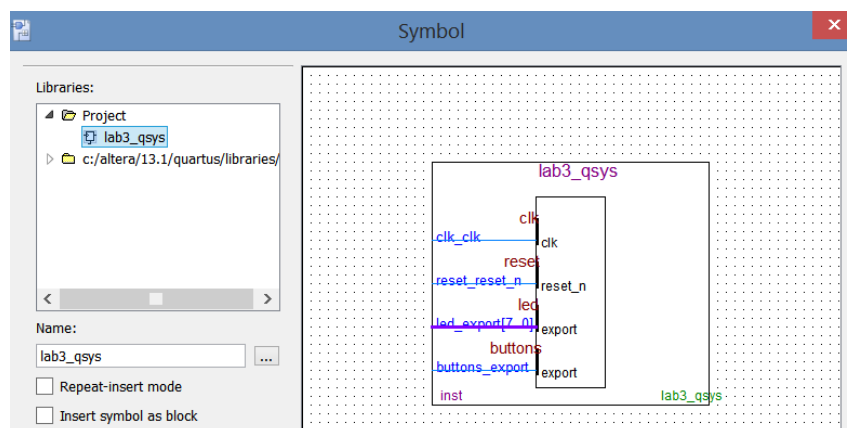 Symbol
Libraries:
Project
lab3_qsys
c:/altera/13.1/quartus/libraries/
Name:
lab3_qsys
...
Repeat-insert mode
Insert symbol as block
lab3_qsys
clk
clk_clk
clk
reset
reset_reset_n
reset_n
led
led_export[7..0]
export
buttons
buttons_export
export
inst
lab3_qsys